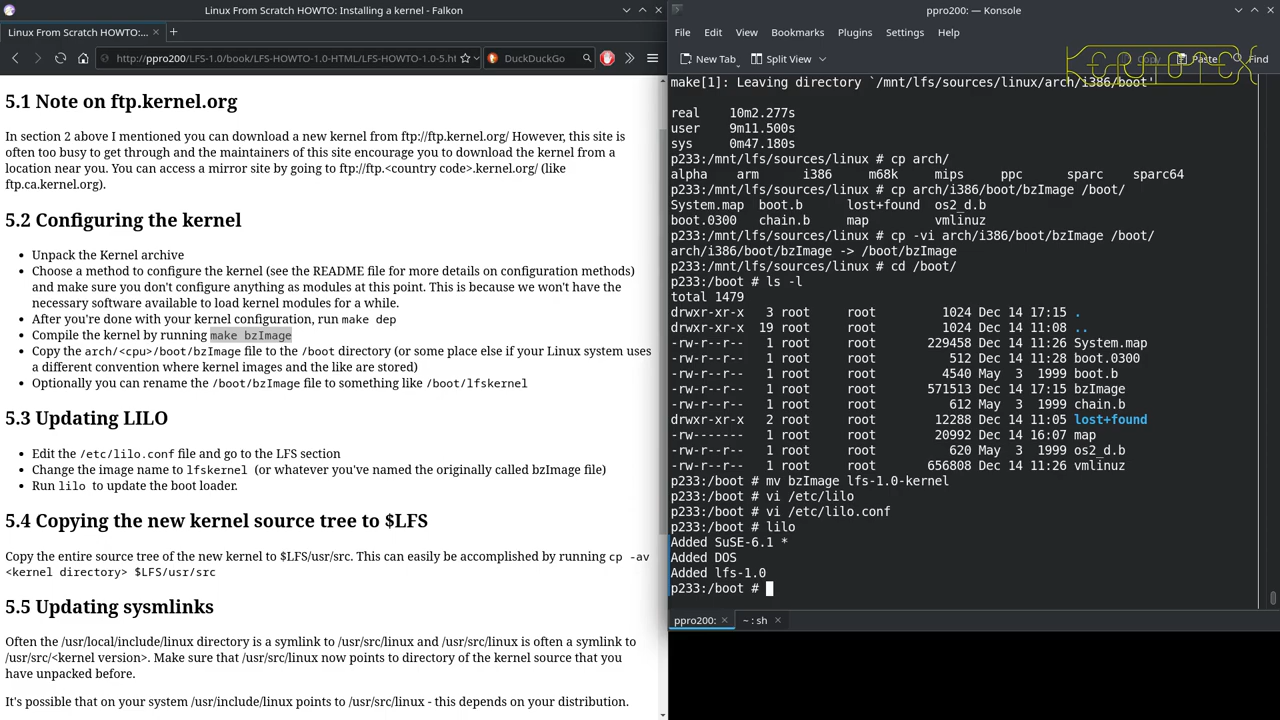 Linux From Scratch HOWTO: Installing a kernel - Falkon
Linux From Scratch HOWTO:...
http://ppro200/LFS-1.0/book/LFS-HOWTO-1.0-HTML/LFS-HOWTO-1.0-5.ht
DuckDuckGo
5.1 Note on ftp.kernel.org
In section 2 above I mentioned you can download a new kernel from ftp://ftp.kernel.org/ However, this site is
often too busy to get through and the maintainers of this site encourage you to download the kernel from a
location near you. You can access a mirror site by going to ftp://ftp.<country code>.kernel.org/ (like
ftp.ca.kernel.org).
5.2 Configuring the kernel
• Unpack the Kernel archive
• Choose a method to configure the kernel (see the README file for more details on configuration methods)
and make sure you don't configure anything as modules at this point. This is because we won't have the
necessary software available to load kernel modules for a while.
• After you're done with your kernel configuration, run make dep
• Compile the kernel by running make bzImage
• Copy the arch/<cpu>/boot/bzImage file to the /boot directory (or some place else if your Linux system uses
a different convention where kernel images and the like are stored)
• Optionally you can rename the /boot/bzImage file to something like /boot/lfskernel
5.3 Updating LILO
• Edit the /etc/lilo.conf file and go to the LFS section
• Change the image name to lfskernel (or whatever you've named the originally called bzImage file)
• Run lilo to update the boot loader.
5.4 Copying the new kernel source tree to $LFS
Copy the entire source tree of the new kernel to $LFS/usr/src. This can easily be accomplished by running cp -av
<kernel directory> $LFS/usr/src
5.5 Updating sysmlinks
Often the /usr/local/include/linux directory is a symlink to /usr/src/linux and /usr/src/linux is often a symlink to
/usr/src/<kernel version>. Make sure that /usr/src/linux now points to directory of the kernel source that you
have unpacked before.
It's possible that on your system /usr/include/linux points to /usr/src/linux - this depends on your distribution.
ppro200: — Konsole
File Edit View Bookmarks Plugins Settings Help
New Tab Split View Copy Paste Find
make[1]: Leaving directory `/mnt/lfs/sources/linux/arch/i386/boot'
real 10m2.277s
user 9m11.500s
sys 0m47.180s
p233:/mnt/lfs/sources/linux # cp arch/
alpha arm i386 m68k mips ppc sparc sparc64
p233:/mnt/lfs/sources/linux # cp arch/i386/boot/bzImage /boot/
System.map boot.b lost+found os2_d.b
boot.0300 chain.b map vmlinuz
p233:/mnt/lfs/sources/linux # cp -vi arch/i386/boot/bzImage /boot/
arch/i386/boot/bzImage -> /boot/bzImage
p233:/mnt/lfs/sources/linux # cd /boot/
p233:/boot # ls -l
total 1479
drwxr-xr-x 3 root root 1024 Dec 14 17:15 .
drwxr-xr-x 19 root root 1024 Dec 14 11:08 ..
-rw-r--r-- 1 root root 229458 Dec 14 11:26 System.map
-rw-r--r-- 1 root root 512 Dec 14 11:28 boot.0300
-rw-r--r-- 1 root root 4540 May 3 1999 boot.b
-rw-r--r-- 1 root root 571513 Dec 14 17:15 bzImage
-rw-r--r-- 1 root root 612 May 3 1999 chain.b
drwxr-xr-x 2 root root 12288 Dec 14 11:05 lost+found
-rw------- 1 root root 20992 Dec 14 16:07 map
-rw-r--r-- 1 root root 620 May 3 1999 os2_d.b
-rw-r--r-- 1 root root 656808 Dec 14 11:26 vmlinuz
p233:/boot # mv bzImage lfs-1.0-kernel
p233:/boot # vi /etc/lilo
p233:/boot # vi /etc/lilo.conf
p233:/boot # lilo
Added SuSE-6.1 *
Added DOS
Added lfs-1.0
p233:/boot #
ppro200: ~ : sh